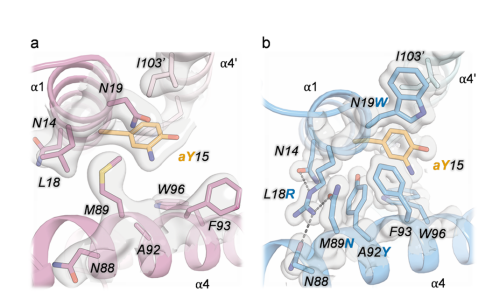 a
I103'
α4'
α1
N19
N14
aY15
L18
W96
M89
F93
A92
N88
α4
b
I103'
α1
α4'
N19W
N14
aY15
L18R
F93 W96
M89N
A92Y
N88
α4